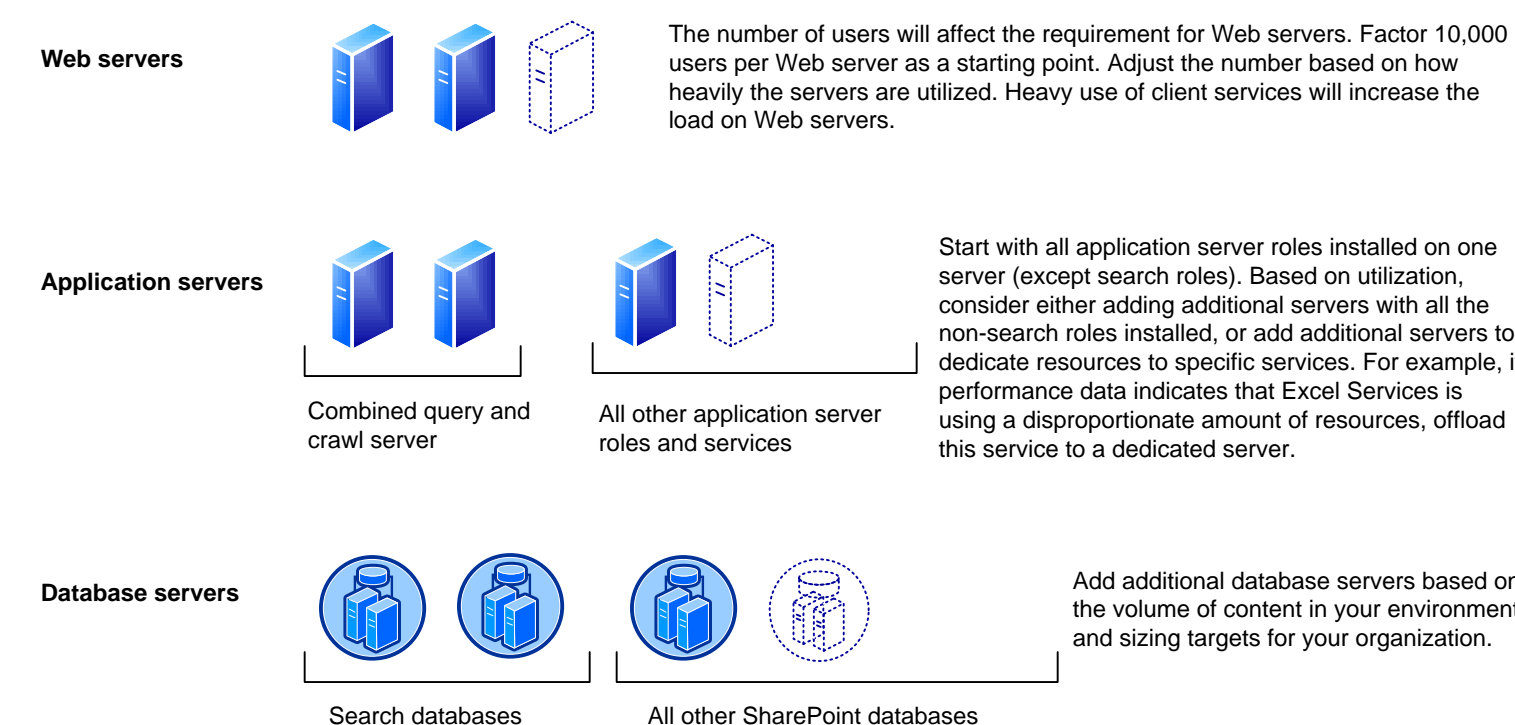 Web servers
The number of users will affect the requirement for Web servers. Factor 10,000
users per Web server as a starting point. Adjust the number based on how
heavily the servers are utilized. Heavy use of client services will increase the
load on Web servers.
Application servers
Combined query and
crawl server
All other application server
roles and services
Start with all application server roles installed on one
server (except search roles). Based on utilization,
consider either adding additional servers with all the
non-search roles installed, or add additional servers to
dedicate resources to specific services. For example,
performance data indicates that Excel Services is
using a disproportionate amount of resources, offload
this service to a dedicated server.
Database servers
Search databases
All other SharePoint databases
Add additional database servers based
the volume of content in your environment
and sizing targets for your organization.